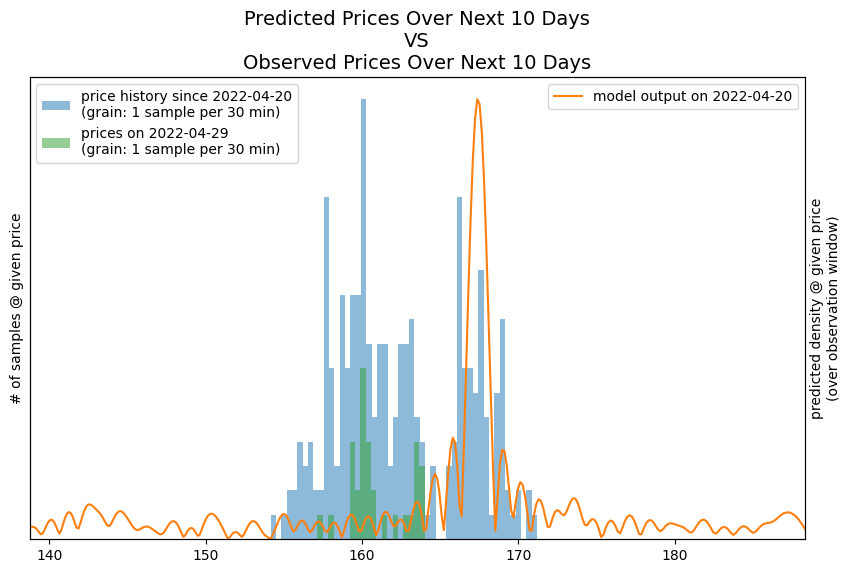 Predicted Prices Over Next 10 Days
VS
Observed Prices Over Next 10 Days
price history since 2022-04-20
(grain: 1 sample per 30 min)
prices on 2022-04-29
(grain: 1 sample per 30 min)
model output on 2022-04-20
# of samples @ given price
predicted density @ given price
(over observation window)
140
150
160
170
180